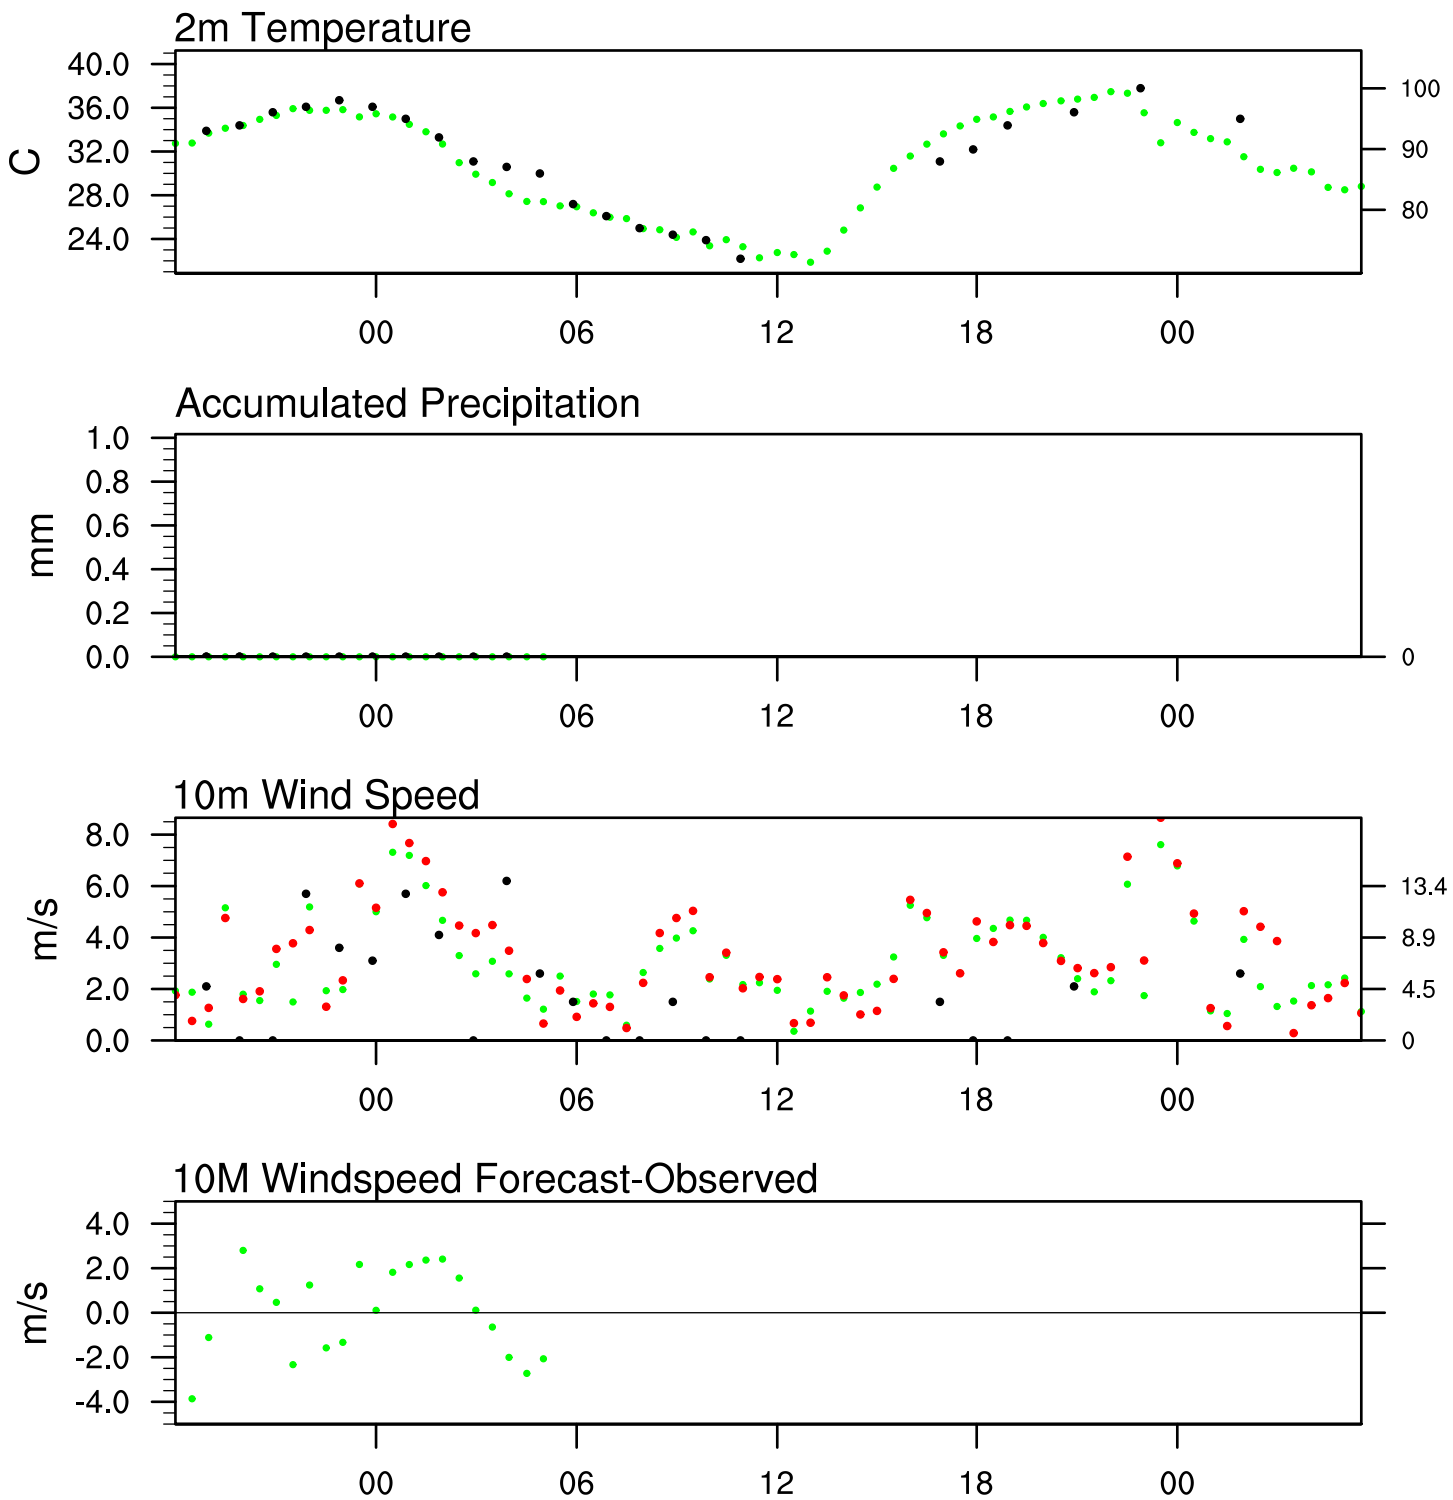 2m Temperature
40.0
36.0
32.0
28.0
24.0
C
100
90
80
00 06 12 18 00
Accumulated Precipitation
1.0
0.8
0.6
0.4
0.2
0.0
mm
0
00 06 12 18 00
10m Wind Speed
8.0
6.0
4.0
2.0
0.0
m/s
13.4
8.9
4.5
0
00 06 12 18 00
10M Windspeed Forecast-Observed
4.0
2.0
0.0
-2.0
-4.0
m/s
00 06 12 18 00